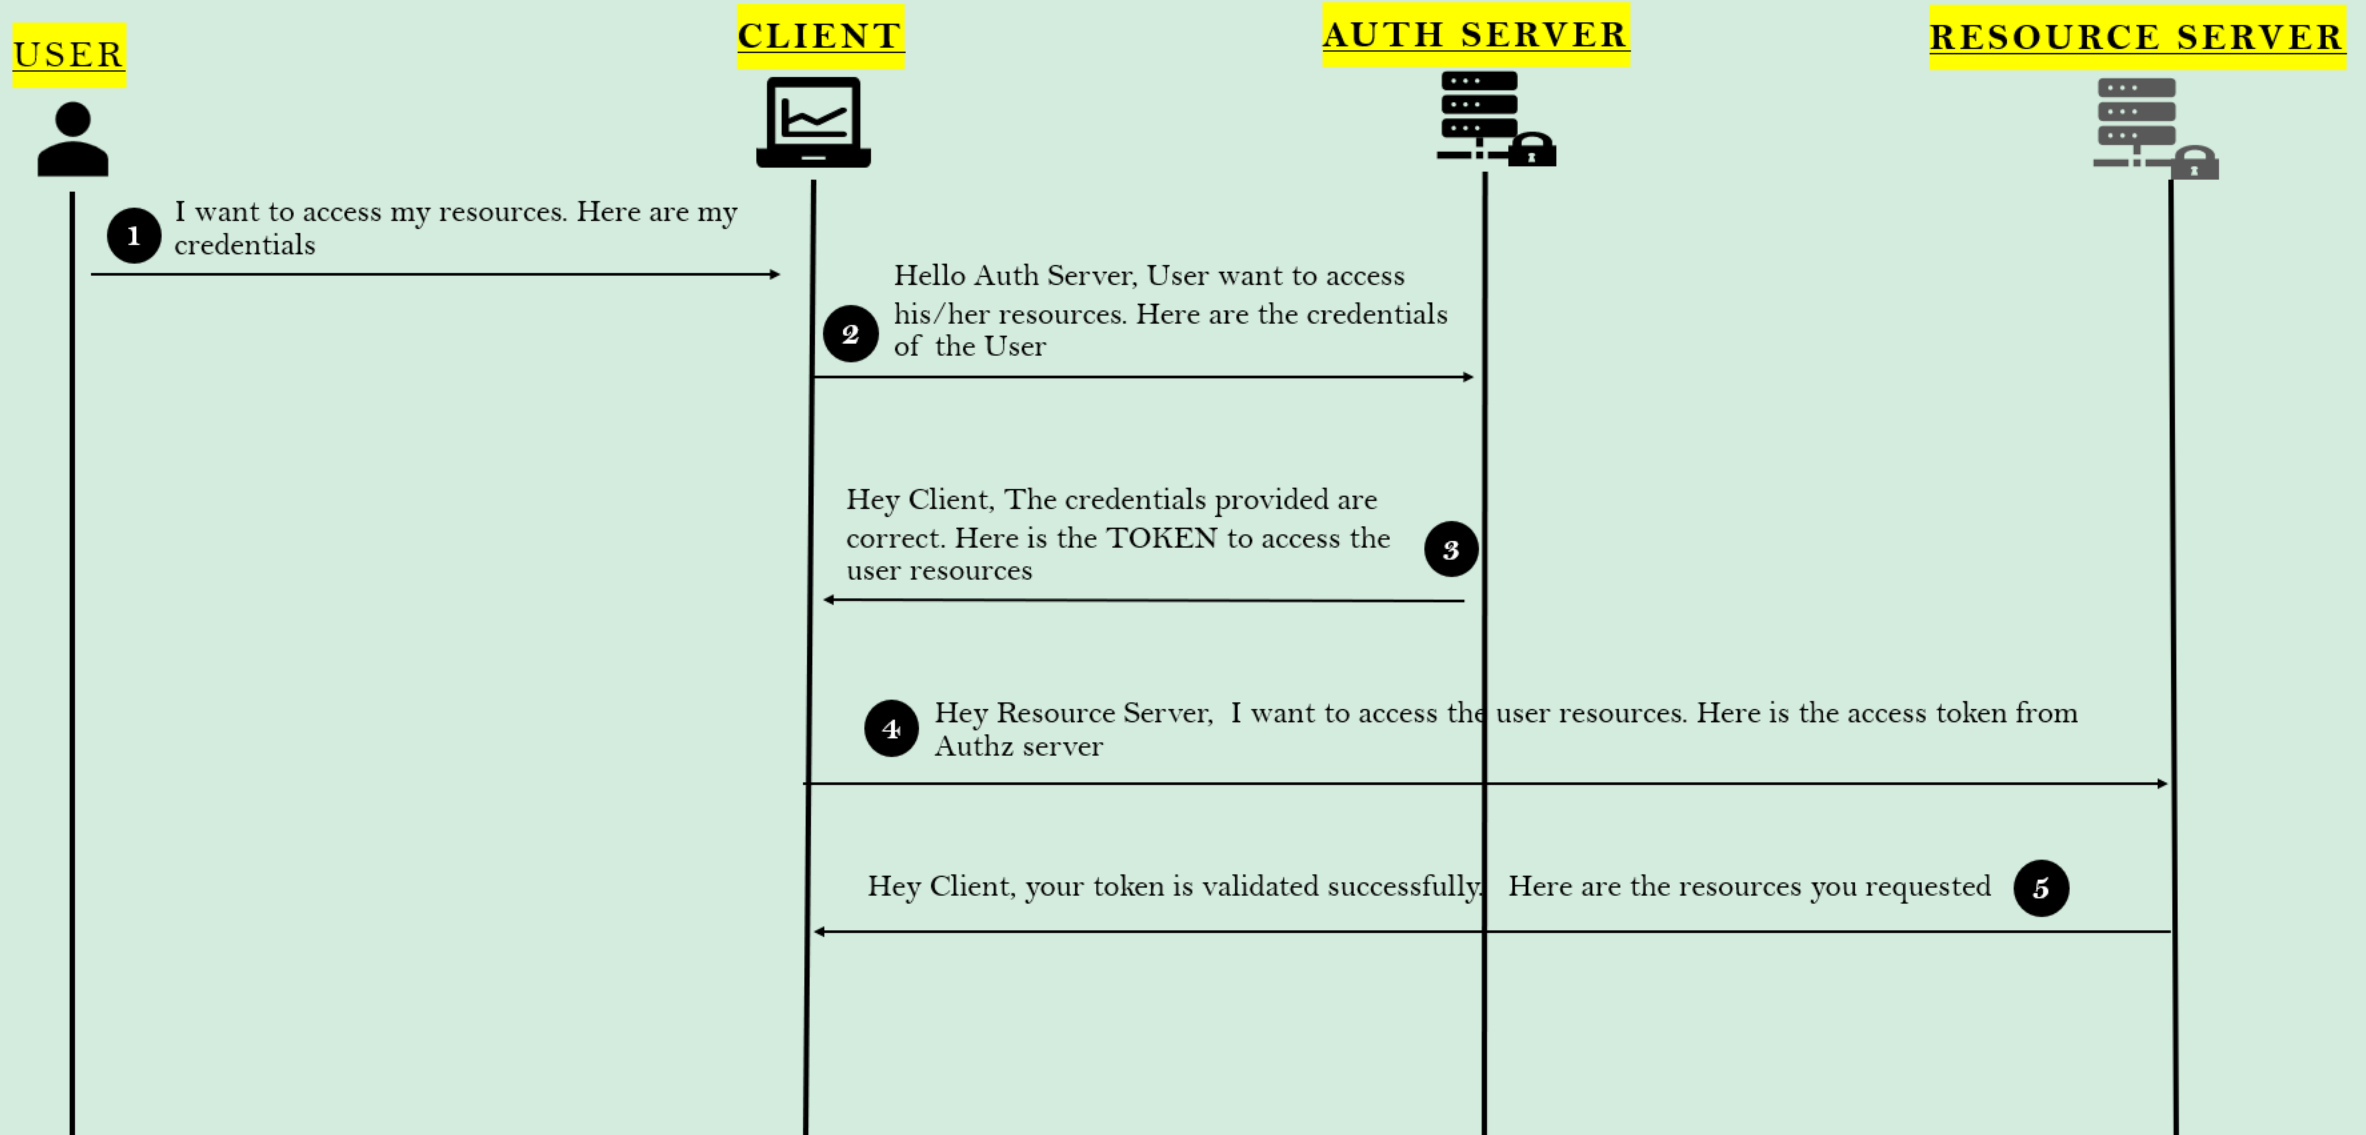 USER
CLIENT
AUTH SERVER
RESOURCE SERVER
1
I want to access my resources. Here are my
credentials
2
Hello Auth Server, User want to access
his/her resources. Here are the credentials
of  the User
Hey Client, The credentials provided are
correct. Here is the TOKEN to access the
user resources
3
4
Hey Resource Server,  I want to access the user resources. Here is the access token from
Authz server
Hey Client, your token is validated successfully.  Here are the resources you requested
5